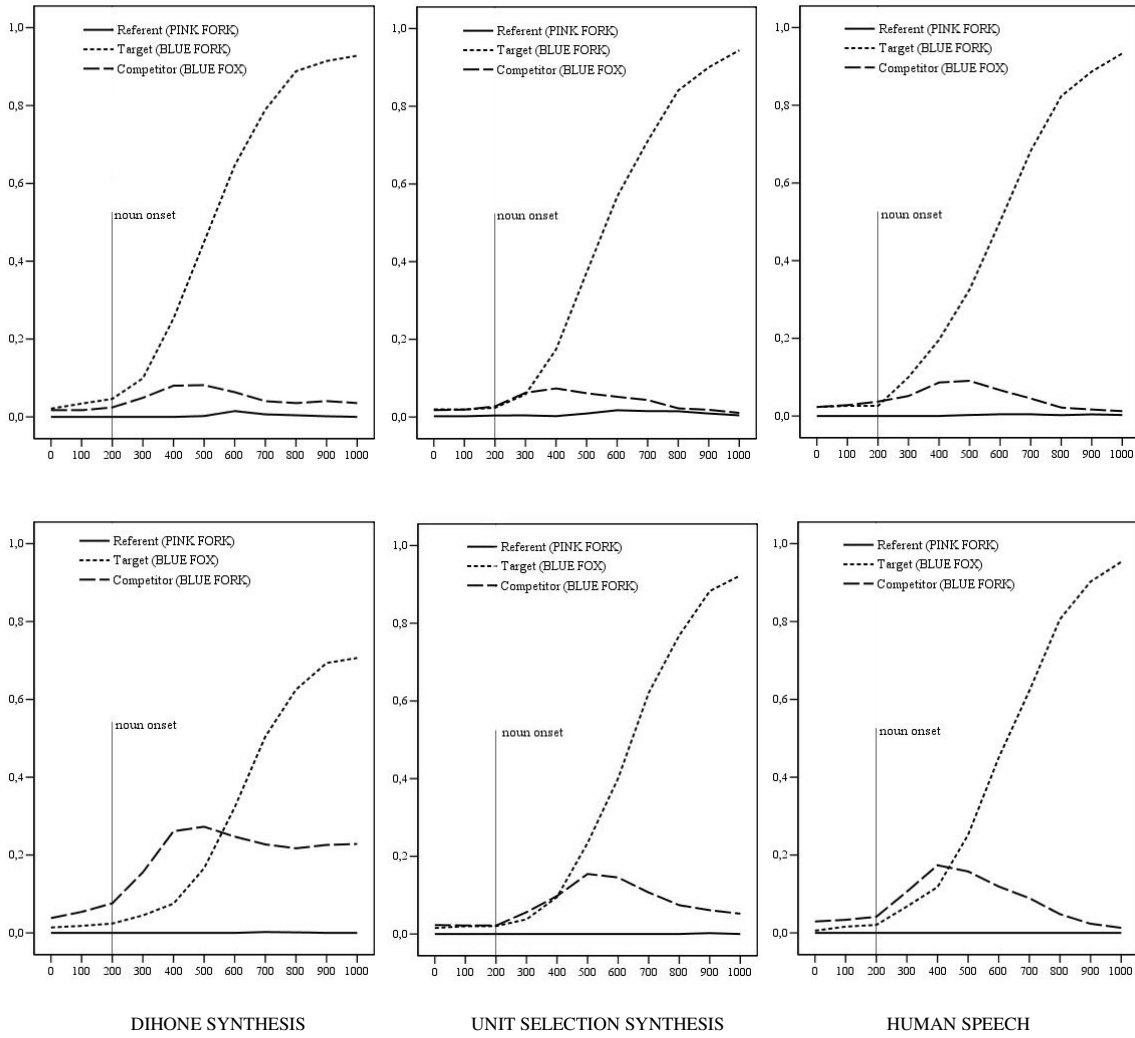 1,0
0,8
0,6
0,4
0,2
0,0
Referent (PINK FORK)
Target (BLUE FORK)
Competitor (BLUE FOX)
noun onset
0 100 200 300 400 500 600 700 800 900 1000
1,0
0,8
0,6
0,4
0,2
0,0
Referent (PINK FORK)
Target (BLUE FORK)
Competitor (BLUE FOX)
noun onset
0 100 200 300 400 500 600 700 800 900 1000
1,0
0,8
0,6
0,4
0,2
0,0
Referent (PINK FORK)
Target (BLUE FORK)
Competitor (BLUE FOX)
noun onset
0 100 200 300 400 500 600 700 800 900 1000
1,0
0,8
0,6
0,4
0,2
0,0
Referent (PINK FORK)
Target (BLUE FOX)
Competitor (BLUE FORK)
noun onset
0 100 200 300 400 500 600 700 800 900 1000
1,0
0,8
0,6
0,4
0,2
0,0
Referent (PINK FORK)
Target (BLUE FOX)
Competitor (BLUE FORK)
noun onset
0 100 200 300 400 500 600 700 800 900 1000
1,0
0,8
0,6
0,4
0,2
0,0
Referent (PINK FORK)
Target (BLUE FOX)
Competitor (BLUE FORK)
noun onset
0 100 200 300 400 500 600 700 800 900 1000
DIHONE SYNTHESIS
UNIT SELECTION SYNTHESIS
HUMAN SPEECH